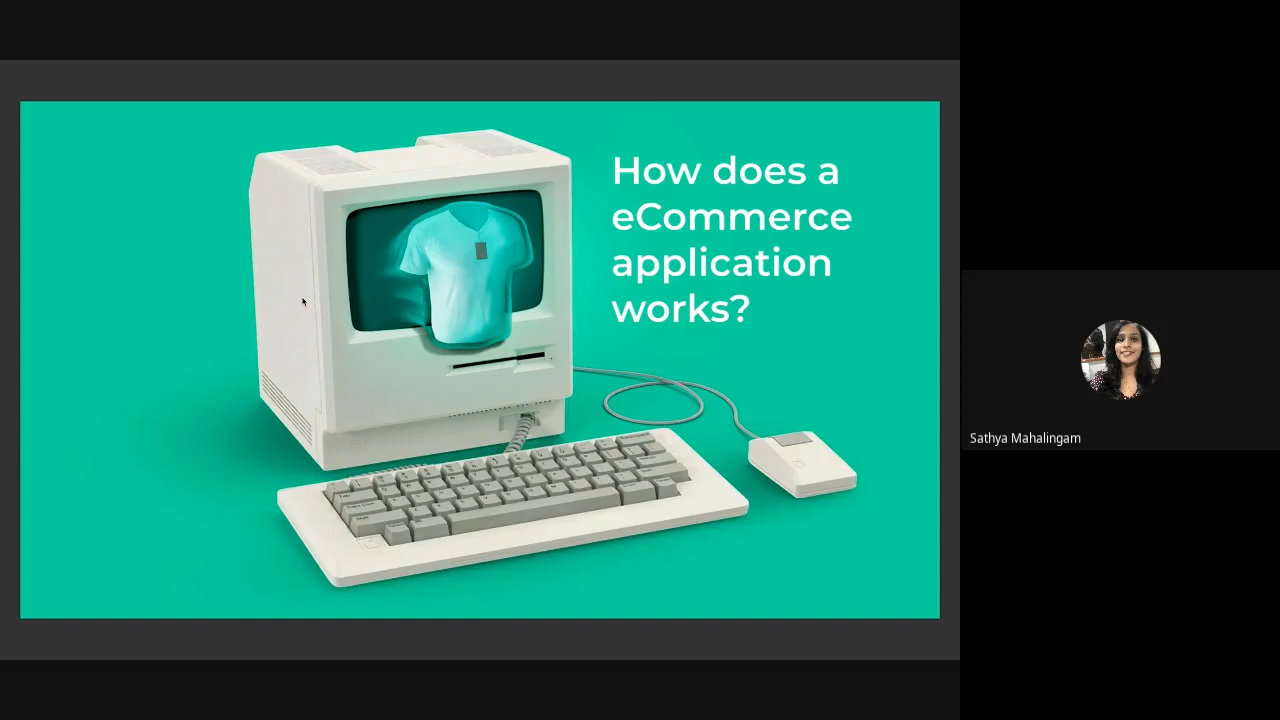 How does a
eCommerce
application
works?
Sathya Mahalingam